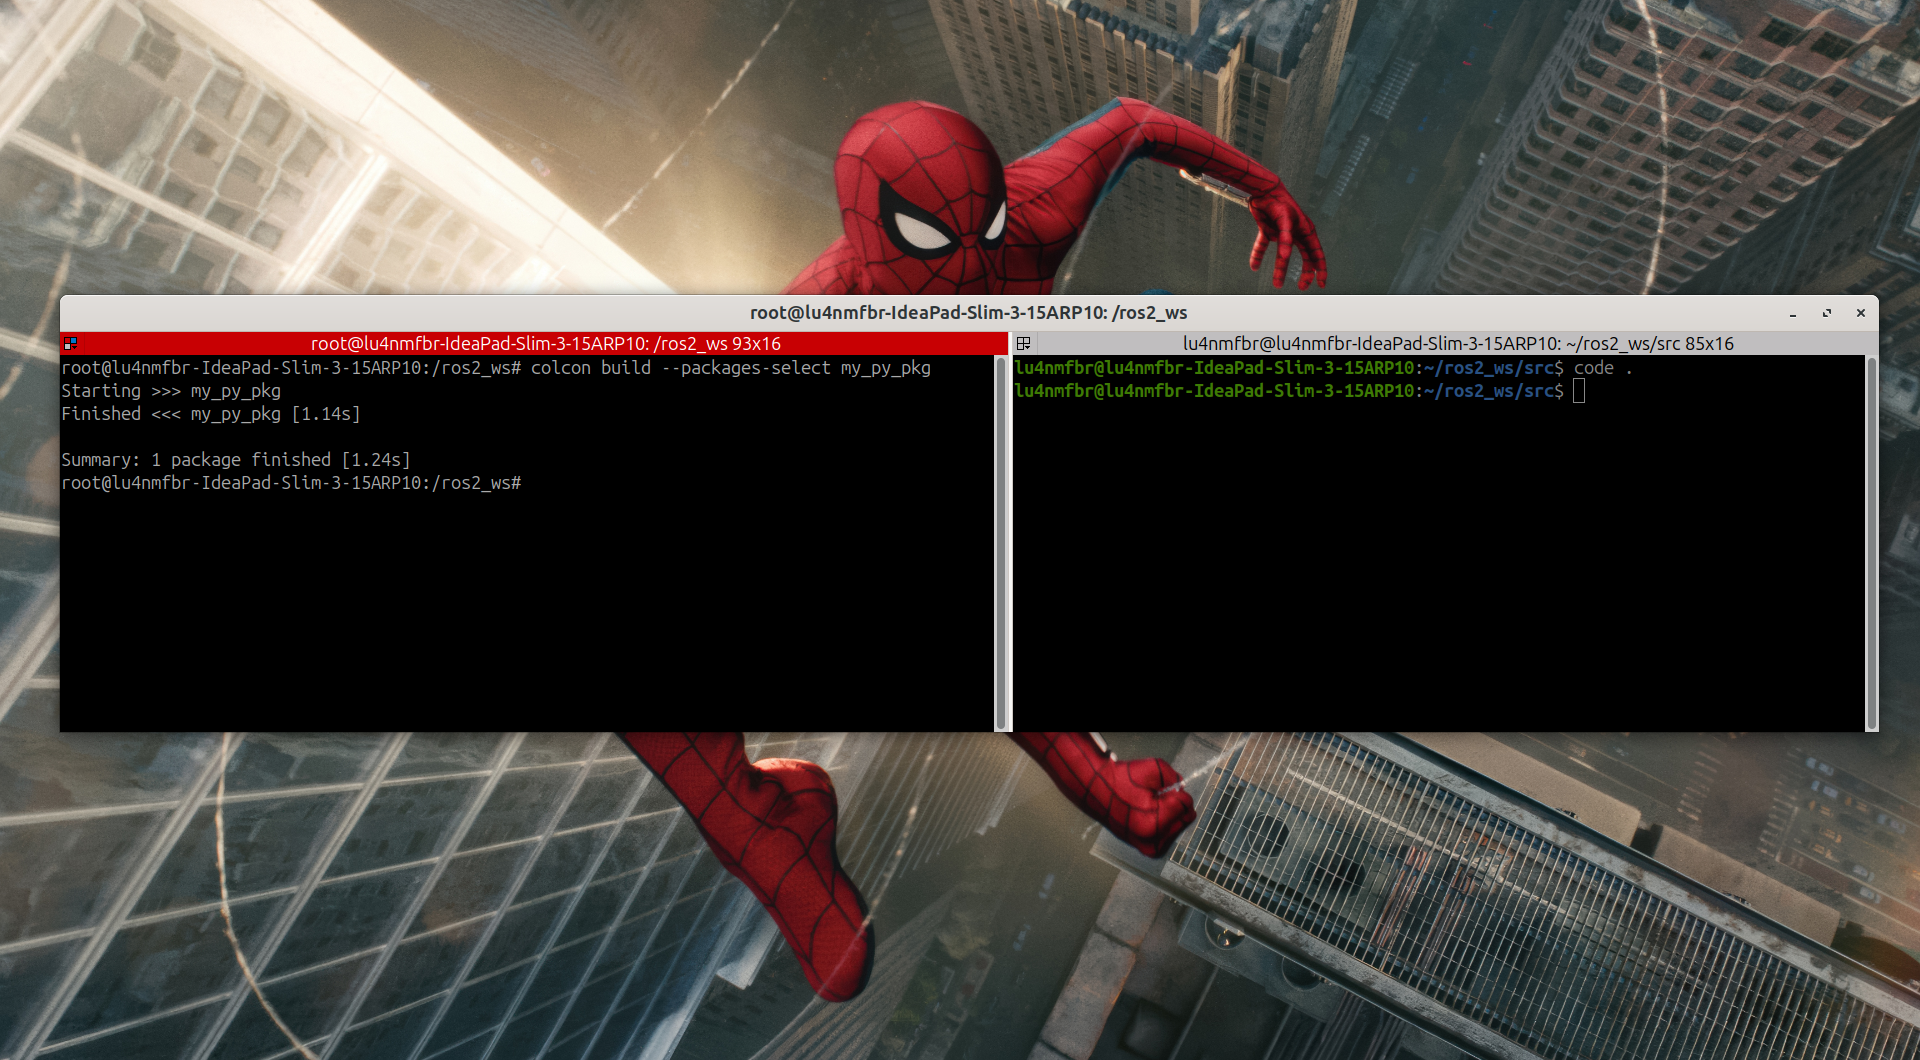 root@lu4nmfbr-IdeaPad-Slim-3-15ARP10: /ros2_ws
root@lu4nmfbr-IdeaPad-Slim-3-15ARP10: /ros2_ws 93x16
root@lu4nmfbr-IdeaPad-Slim-3-15ARP10:/ros2_ws# colcon build --packages-select my_py_pkg
Starting >>> my_py_pkg
Finished <<< my_py_pkg [1.14s]
Summary: 1 package finished [1.24s]
root@lu4nmfbr-IdeaPad-Slim-3-15ARP10:/ros2_ws#
lu4nmfbr@lu4nmfbr-IdeaPad-Slim-3-15ARP10: ~/ros2_ws/src 85x16
lu4nmfbr@lu4nmfbr-IdeaPad-Slim-3-15ARP10:~/ros2_ws/src$ code .
lu4nmfbr@lu4nmfbr-IdeaPad-Slim-3-15ARP10:~/ros2_ws/src$